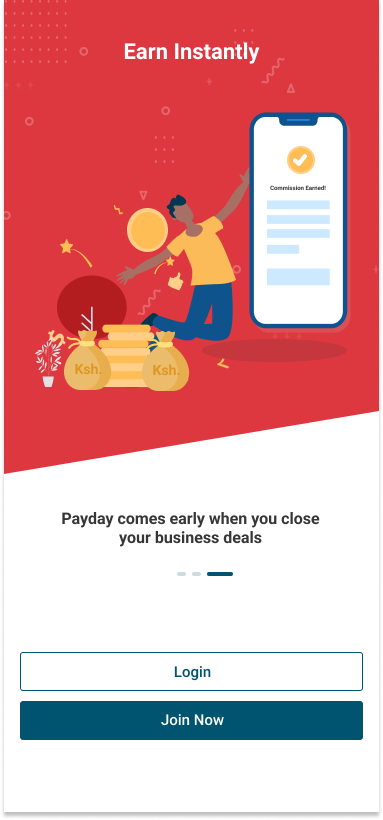 Earn Instantly
Commission Earned!
Ksh.
Ksh.
Payday comes early when you close
your business deals
Login
Join Now